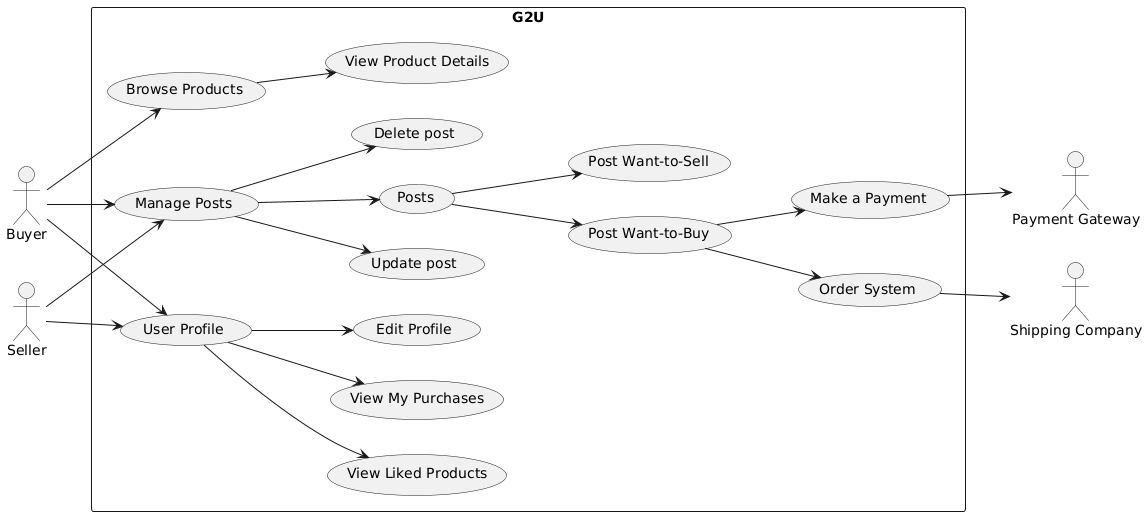 G2U
View Product Details
Browse Products
Delete post
Post Want-to-Sell
Buyer
Manage Posts
Posts
Make a Payment
Payment Gateway
Post Want-to-Buy
Update post
Order System
Seller
User Profile
Edit Profile
Shipping Company
View My Purchases
View Liked Products